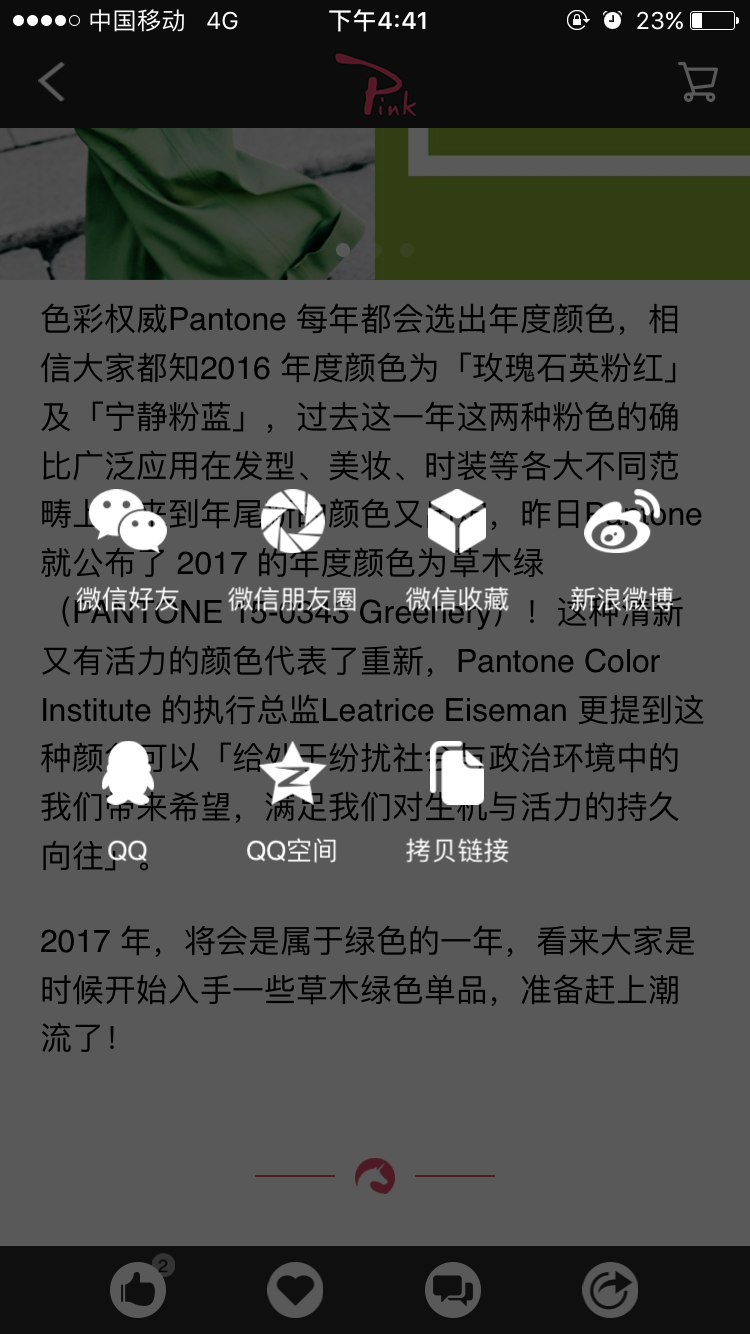 中国移动 4G 下午4:41 23%
Pink
色彩权威Pantone 每年都会选出年度颜色，相
信大家都知2016 年度颜色为「玫瑰石英粉红」
及「宁静粉蓝」，过去这一年这两种粉色的确
比广泛应用在发型、美妆、时装等各大不同范
畴上 来到年尾 的颜色又 ，昨日Pantone
就公布了 2017 的年度颜色为草木绿
（PANTONE 15-0343 Greenery）！这种清新
微信好友 微信朋友圈 微信收藏 新浪微博
又有活力的颜色代表了重新，Pantone Color
Institute 的执行总监Leatrice Eiseman 更提到这
种颜色可以「给处于纷扰社会与政治环境中的
我们带来希望，满足我们对生机与活力的持久
向往」。
QQ QQ空间 拷贝链接
2017 年，将会是属于绿色的一年，看来大家是
时候开始入手一些草木绿色单品，准备赶上潮
流了！
2